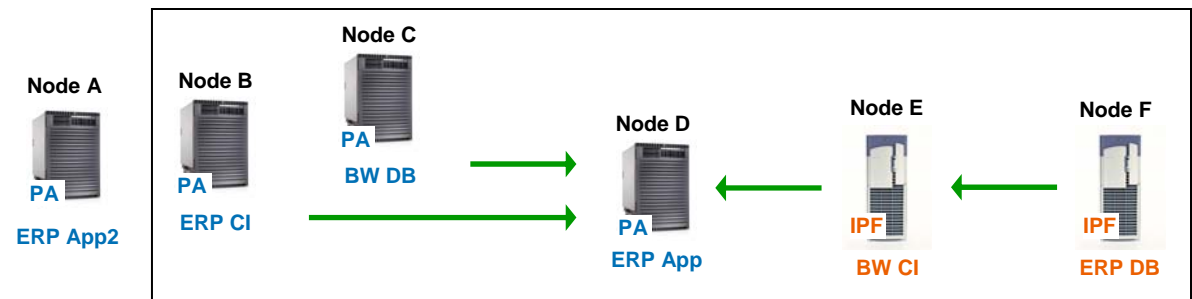 Node A
PA
ERP App2
Node B
PA
ERP CI
Node C
PA
BW DB
Node D
PA
ERP App
Node E
IPF
BW CI
Node F
IPF
ERP DB